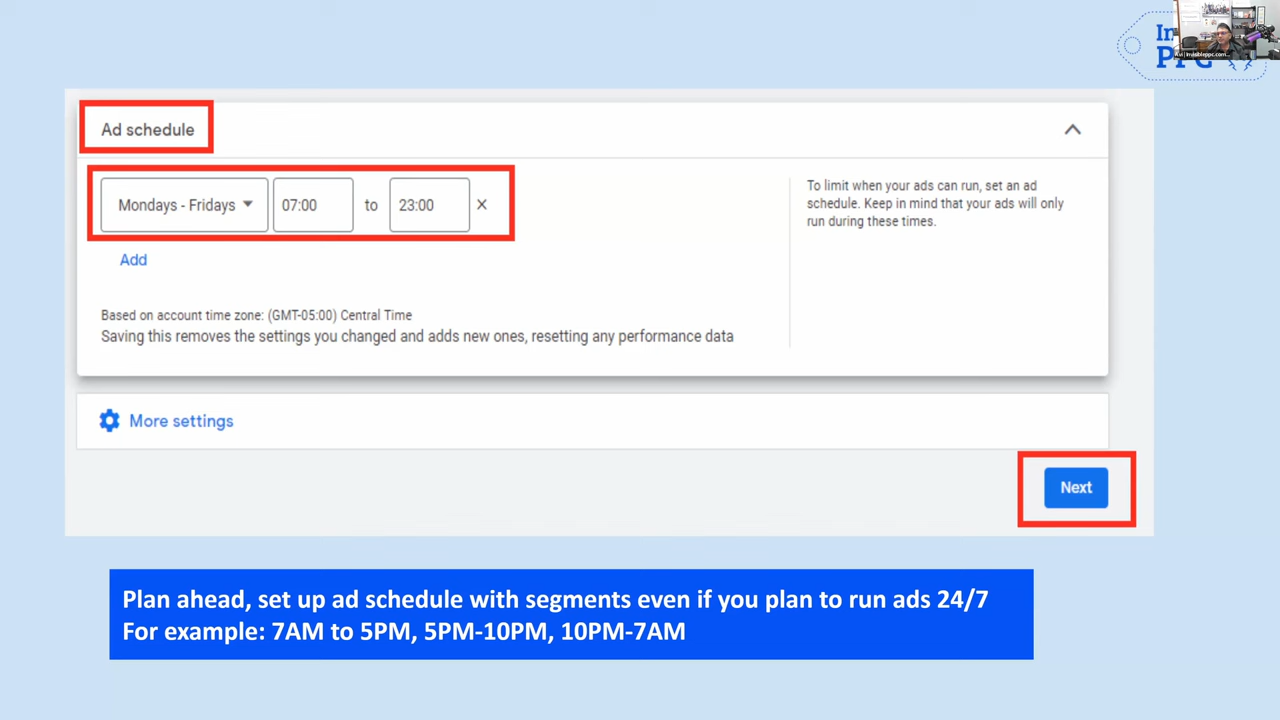 Ad schedule
Mondays - Fridays 07:00 to 23:00 ×
Add
Based on account time zone: (GMT-05:00) Central Time
Saving this removes the settings you changed and adds new ones, resetting any performance data
To limit when your ads can run, set an ad
schedule. Keep in mind that your ads will only
run during these times.
More settings
Next
Plan ahead, set up ad schedule with segments even if you plan to run ads 24/7
For example: 7AM to 5PM, 5PM-10PM, 10PM-7AM